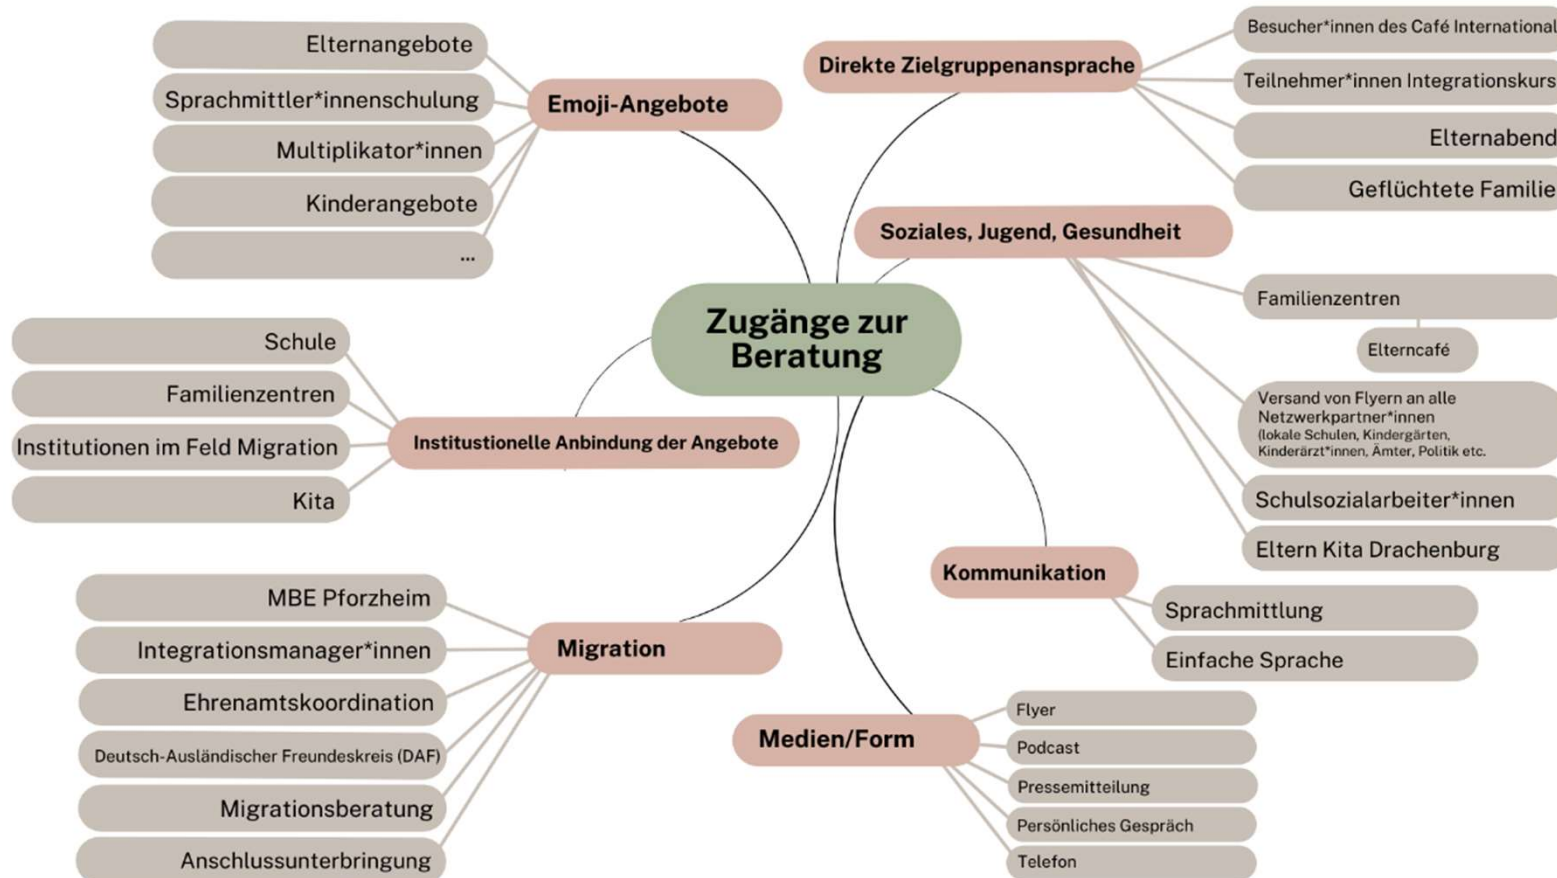 Zugänge zur
Beratung
Emoji-Angebote
Elternangebote
Sprachmittler*innenschulung
Multiplikator*innen
Kinderangebote
...
Direkte Zielgruppenansprache
Besucher*innen des Café International
Teilnehmer*innen Integrationskurs
Elternabend
Geflüchtete Familie
Soziales, Jugend, Gesundheit
Familienzentren
Elterncafé
Versand von Flyern an alle
Netzwerkpartner*innen
(lokale Schulen, Kindergärten,
Kinderärzt*innen, Ämter, Politik etc.
Schulsozialarbeiter*innen
Eltern Kita Drachenburg
Institustionelle Anbindung der Angebote
Schule
Familienzentren
Institutionen im Feld Migration
Kita
Kommunikation
Sprachmittlung
Einfache Sprache
Migration
MBE Pforzheim
Integrationsmanager*innen
Ehrenamtskoordination
Deutsch-Ausländischer Freundeskreis (DAF)
Migrationsberatung
Anschlussunterbringung
Medien/Form
Flyer
Podcast
Pressemitteilung
Persönliches Gespräch
Telefon